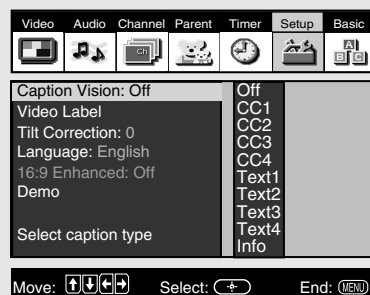 Video Audio Channel Parent Timer Setup Basic
Ch
A
B C
Caption Vision: Off
Video Label
Tilt Correction: 0
Language: English
16:9 Enhanced: Off
Demo
Select caption type
Off
CC1
CC2
CC3
CC4
Text1
Text2
Text3
Text4
Info
Move: Select: End: MENU